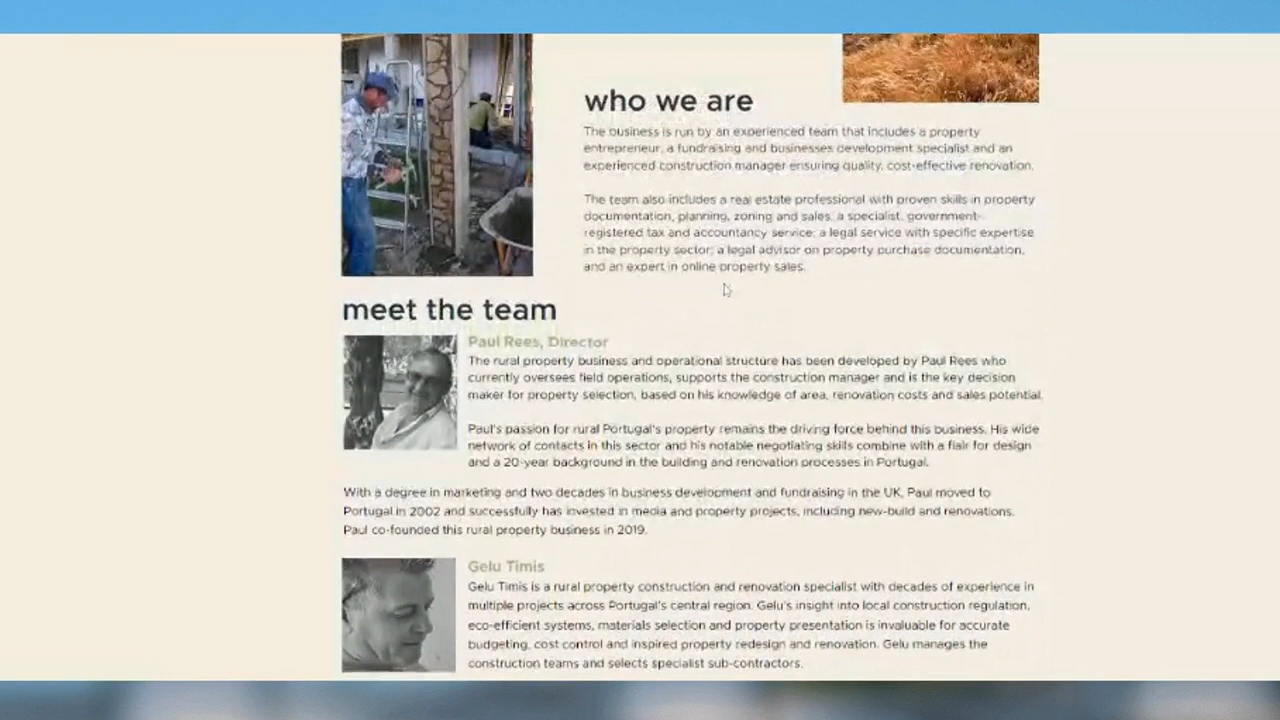 who we are
The business is run by an experienced team that includes a property
entrepreneur, a fundraising and businesses development specialist and an
experienced construction manager ensuring quality, cost-effective renovation.
The team also includes a real estate professional with proven skills in property
documentation, planning, zoning and sales, a specialist, government-
registered tax and accountancy service; a legal service with specific expertise
in the property sector; a legal advisor on property purchase documentation,
and an expert in online property sales.
meet the team
Paul Rees, Director
The rural property business and operational structure has been developed by Paul Rees who
currently oversees field operations, supports the construction manager and is the key decision
maker for property selection, based on his knowledge of area, renovation costs and sales potential.
Paul's passion for rural Portugal's property remains the driving force behind this business. His wide
network of contacts in this sector and his notable negotiating skills combine with a flair for design
and a 20-year background in the building and renovation processes in Portugal.
With a degree in marketing and two decades in business development and fundraising in the UK, Paul moved to
Portugal in 2002 and successfully has invested in media and property projects, including new-build and renovations.
Paul co-founded this rural property business in 2019.
Gelu Timis
Gelu Timis is a rural property construction and renovation specialist with decades of experience in
multiple projects across Portugal's central region. Gelu's insight into local construction regulation,
eco-efficient systems, materials selection and property presentation is invaluable for accurate
budgeting, cost control and inspired property redesign and renovation. Gelu manages the
construction teams and selects specialist sub-contractors.